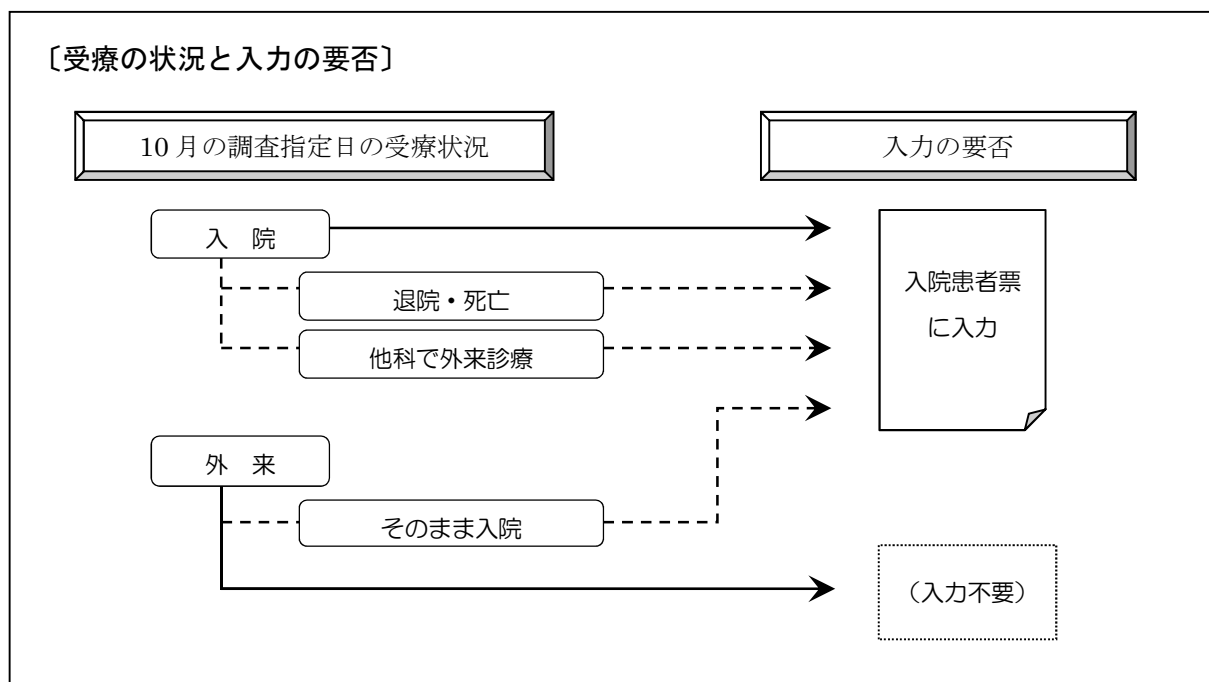 〔受療の状況と入力の要否〕
10月の調査指定日の受療状況
入力の要否
入 院
退院・死亡
他科で外来診療
入院患者票
に入力
外 来
そのまま入院
（入力不要）